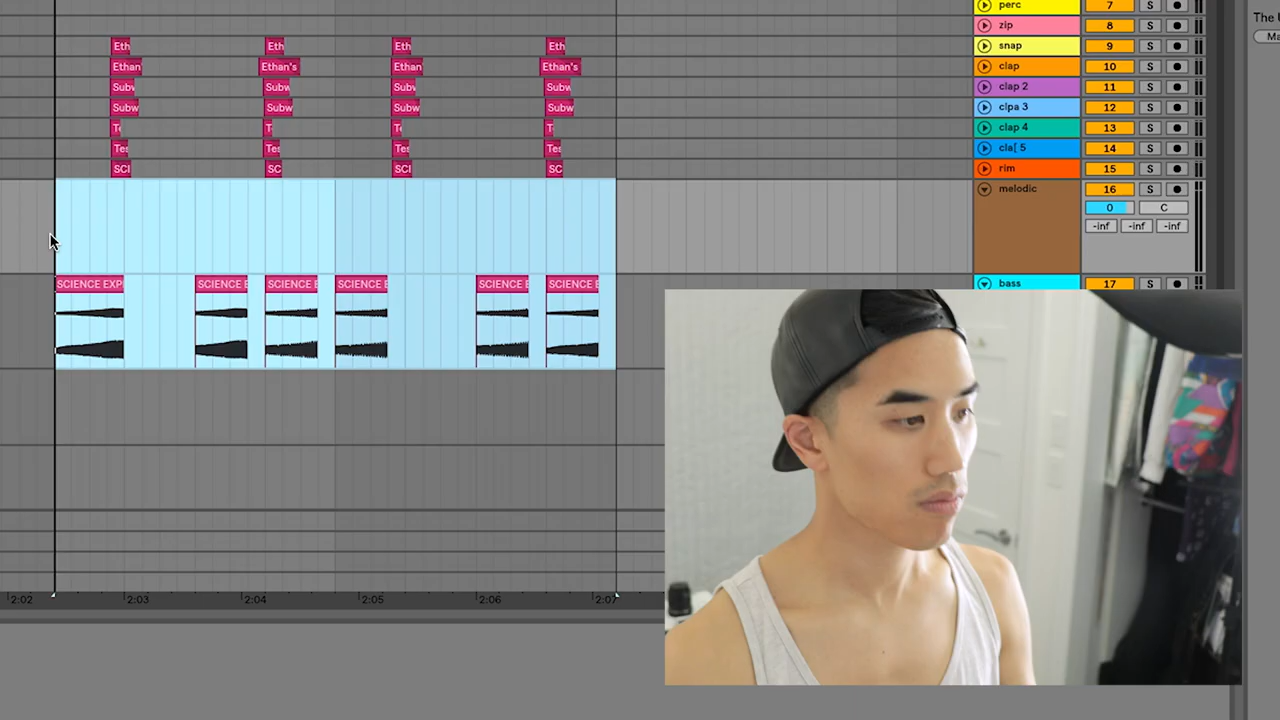 perc 7 S
zip 8 S
Eth Eth Eth Eth snap 9 S
Ethan Ethan's Ethan Ethan's clap 10 S
Subw Subw Subw Subw clap 2 11 S
Subw Subw Subw Subw clpa 3 12 S
T T clap 4 13 S
Tes Tes Tes Tes cla[ 5 14 S
SCI SC SCI SC rim 15 S
melodic 16 S
0 C
-inf -inf -inf
SCIENCE EXP SCIENCE E SCIENCE E SCIENCE E SCIENCE E SCIENCE E bass 17 S
2:02 2:03 2:04 2:05 2:06 2:07
The
Ma